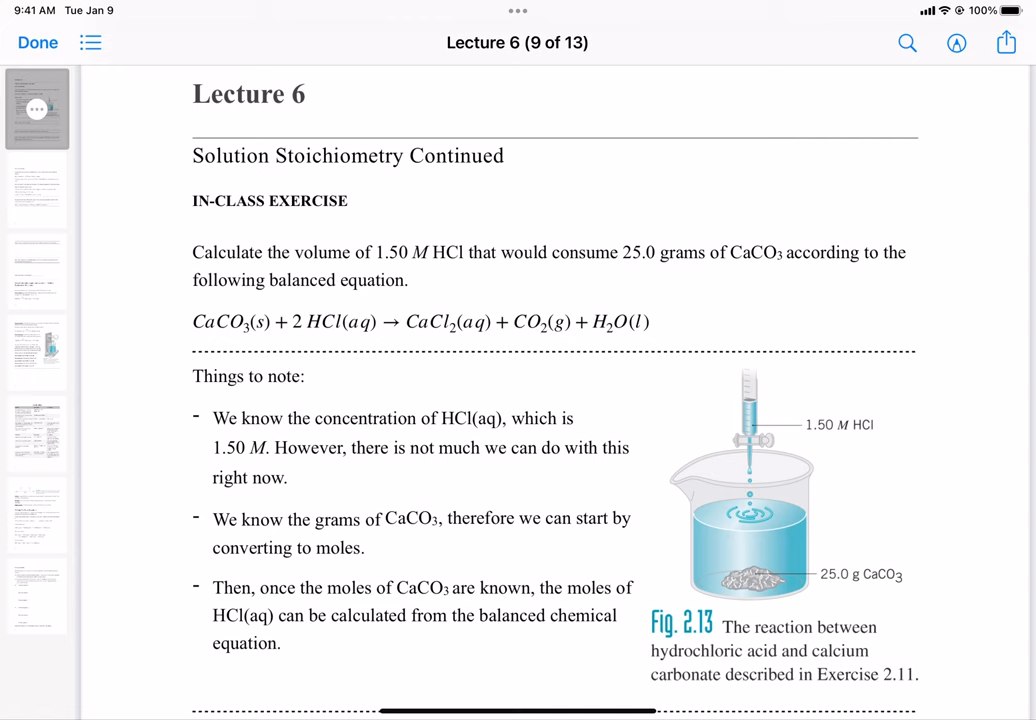 9:41 AM Tue Jan 9
100%
Done
Lecture 6 (9 of 13)
Lecture 6
Solution Stoichiometry Continued
IN-CLASS EXERCISE
Calculate the volume of 1.50 M HCl that would consume 25.0 grams of CaCO₃ according to the
following balanced equation.
CaCO₃(s) + 2 HCl(aq) → CaCl₂(aq) + CO₂(g) + H₂O(l)
Things to note:
- We know the concentration of HCl(aq), which is
1.50 M. However, there is not much we can do with this
right now.
- We know the grams of CaCO₃, therefore we can start by
converting to moles.
- Then, once the moles of CaCO₃ are known, the moles of
HCl(aq) can be calculated from the balanced chemical
equation.
1.50 M HCl
25.0 g CaCO₃
Fig. 2.13 The reaction between
hydrochloric acid and calcium
carbonate described in Exercise 2.11.